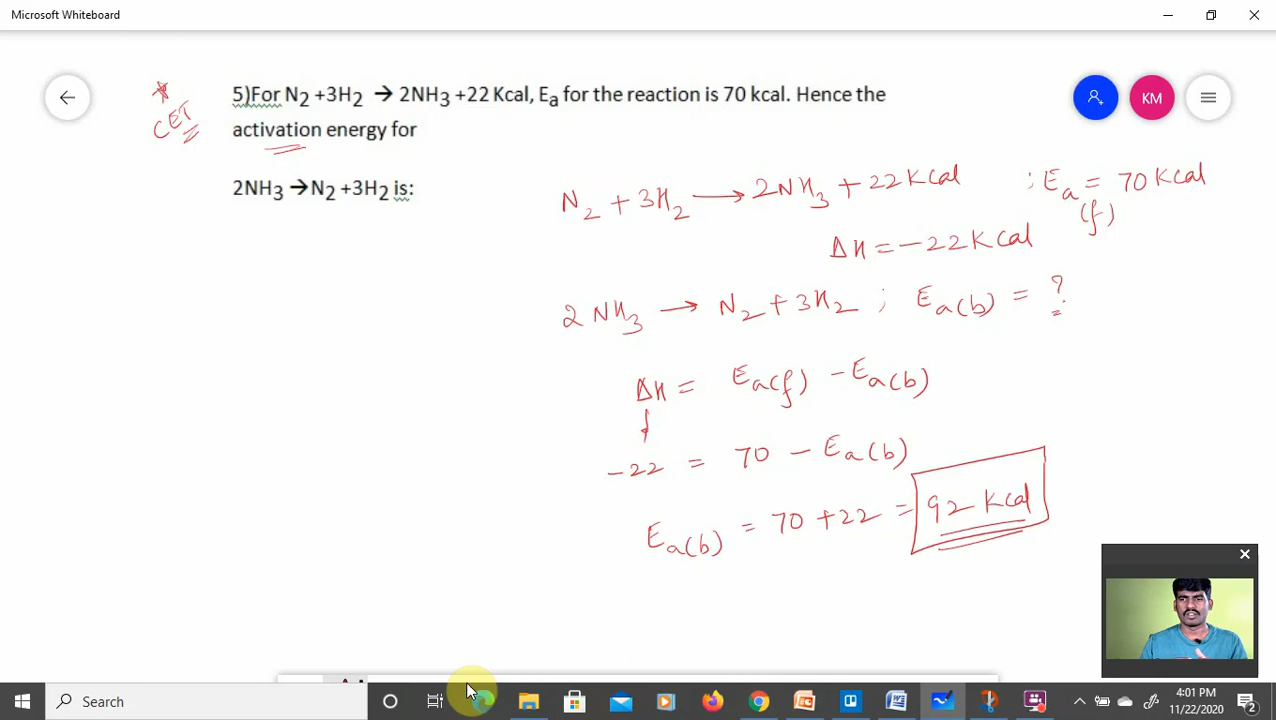 Microsoft Whiteboard
CET
5)For N₂ +3H₂ → 2NH₃ +22 Kcal, Eₐ for the reaction is 70 kcal. Hence the
activation energy for
2NH₃ →N₂ +3H₂ is:
KM
N₂ + 3H₂ → 2NH₃ + 22 Kcal ; Eₐ(f) = 70 Kcal
ΔH = -22 Kcal
2 NH₃ → N₂ + 3H₂ ; Eₐ(b) = ?
ΔH = Eₐ(f) - Eₐ(b)
-22 = 70 - Eₐ(b)
Eₐ(b) = 70 + 22 = 92 Kcal
Search
4:01 PM
11/22/2020
2